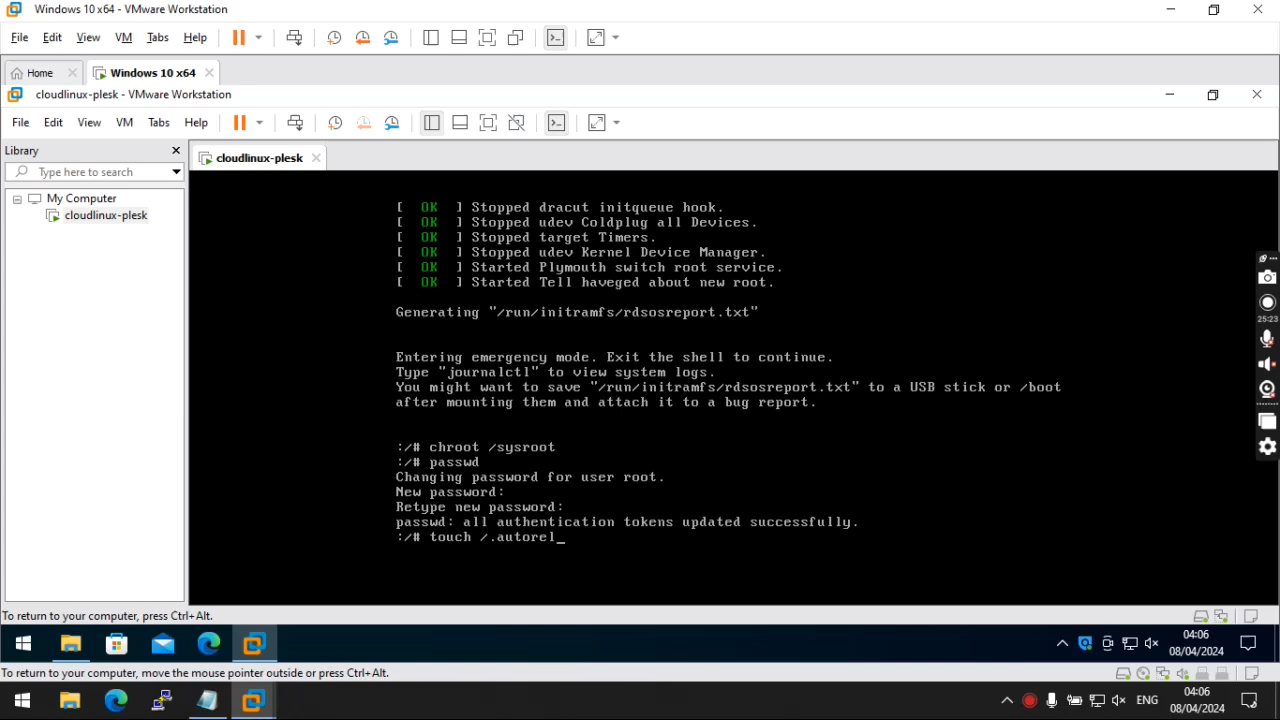 Windows 10 x64 - VMware Workstation
File Edit View VM Tabs Help
Home Windows 10 x64
cloudlinux-plesk - VMware Workstation
File Edit View VM Tabs Help
Library
Type here to search
My Computer
cloudlinux-plesk
cloudlinux-plesk
[ OK ] Stopped dracut initqueue hook.
[ OK ] Stopped udev Coldplug all Devices.
[ OK ] Stopped target Timers.
[ OK ] Stopped udev Kernel Device Manager.
[ OK ] Started Plymouth switch root service.
[ OK ] Started Tell haveged about new root.
Generating "/run/initramfs/rdsosreport.txt"
Entering emergency mode. Exit the shell to continue.
Type "journalctl" to view system logs.
You might want to save "/run/initramfs/rdsosreport.txt" to a USB stick or /boot
after mounting them and attach it to a bug report.
:/# chroot /sysroot
:/# passwd
Changing password for user root.
New password:
Retype new password:
passwd: all authentication tokens updated successfully.
:/# touch /.autorel_
25:23
To return to your computer, press Ctrl+Alt.
04:06
08/04/2024
To return to your computer, move the mouse pointer outside or press Ctrl+Alt.
ENG
04:06
08/04/2024